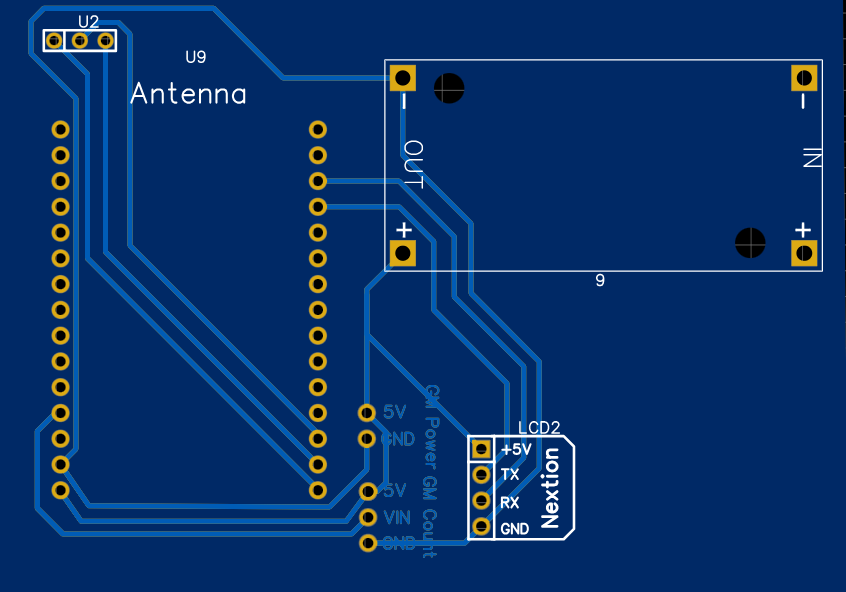 U2
U9
Antenna
−
−
OUT
IN
+
+
9
GM Power
5V
GND
LCD2
+5V
TX
RX
GND
Nextion
GM Count
5V
VIN
GND